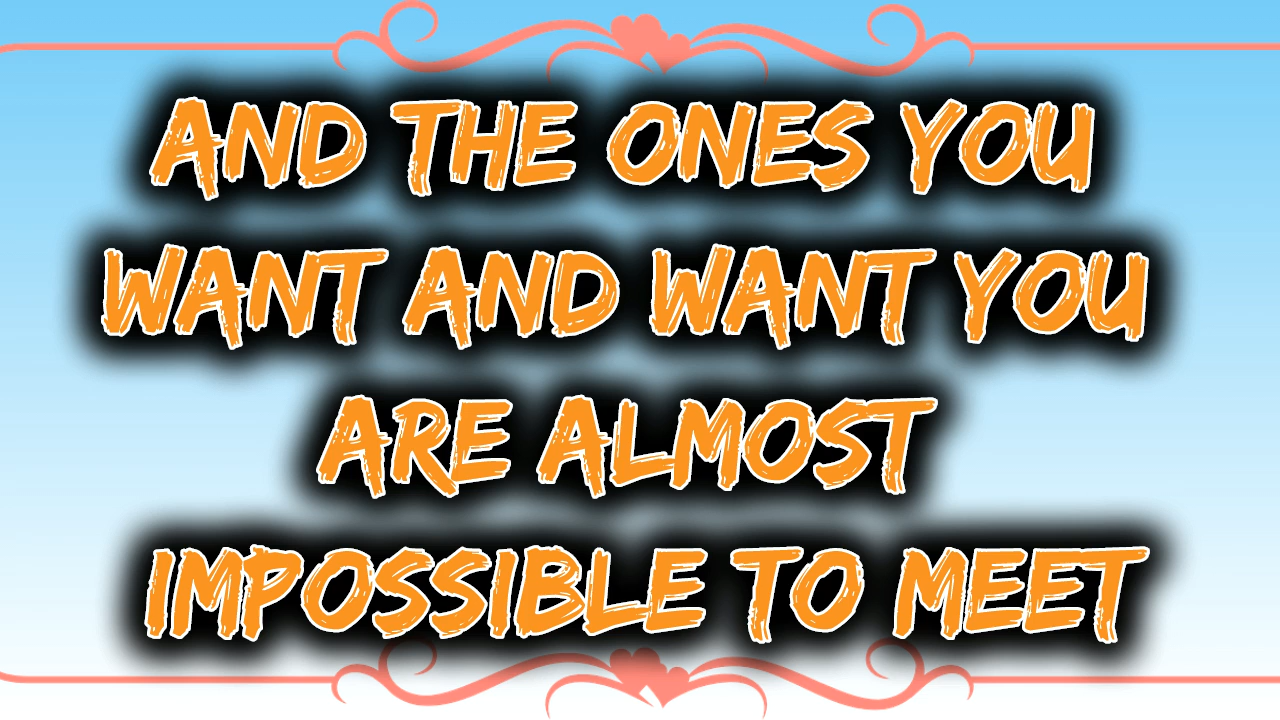 AND THE ONES YOU
WANT AND WANT YOU
ARE ALMOST
IMPOSSIBLE TO MEET